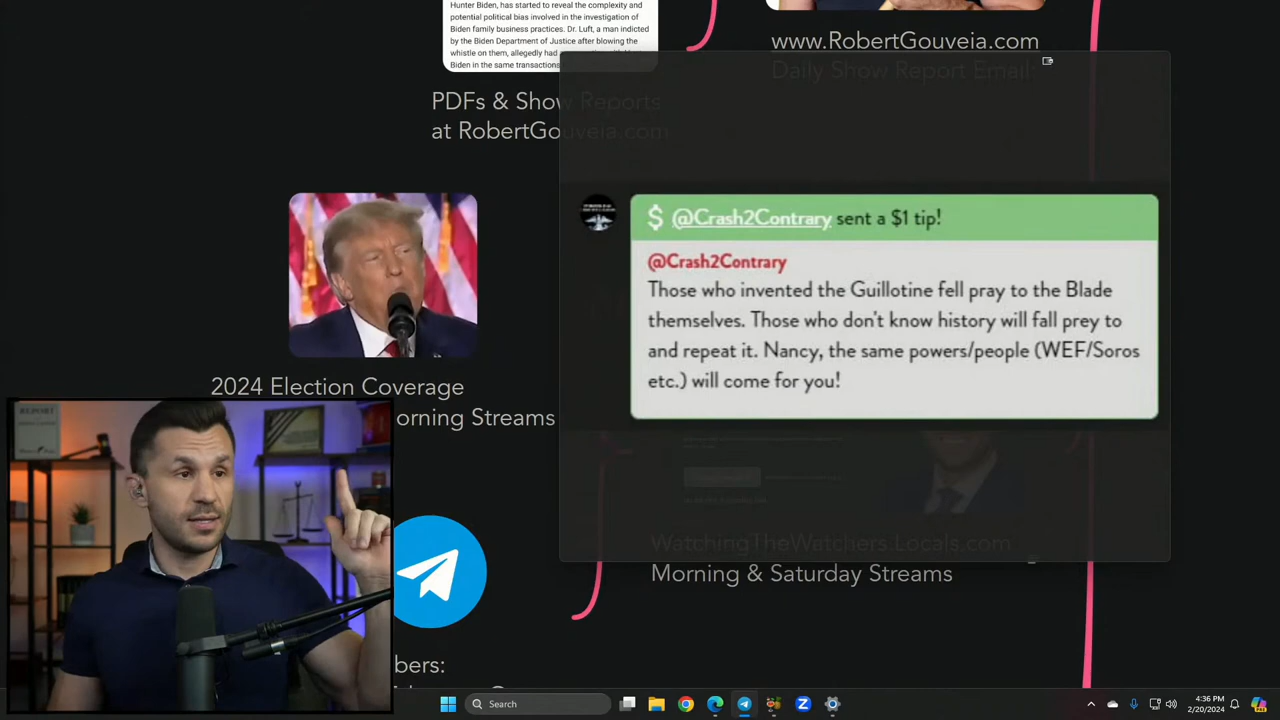 Hunter Biden, has started to reveal the complexity and
potential political bias involved in the investigation of
Biden family business practices. Dr. Luft, a man indicted
by the Biden Department of Justice after blowing the
whistle on them, allegedly had
Biden in the same transactions
www.RobertGouveia.com
Daily Show Report Email
PDFs & Show Reports
at RobertGouveia.com
$ @Crash2Contrary sent a $1 tip!
@Crash2Contrary
Those who invented the Guillotine fell pray to the Blade
themselves. Those who don't know history will fall prey to
and repeat it. Nancy, the same powers/people (WEF/Soros
etc.) will come for you!
2024 Election Coverage
orning Streams
WatchingTheWatchers.Locals.com
Morning & Saturday Streams
bers:
Search
4:36 PM
2/20/2024